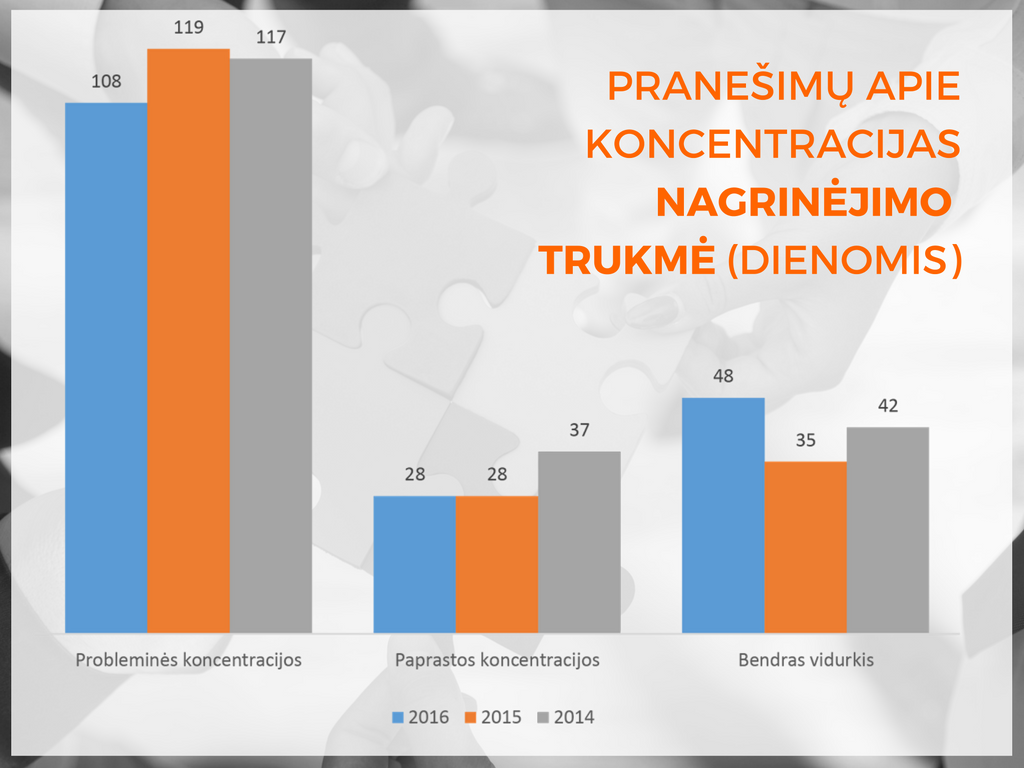 PRANEŠIMŲ APIE
KONCENTRACIJAS
NAGRINĖJIMO
TRUKMĖ (DIENOMIS)
108 119 117
28 28 37
48 35 42
Probleminės koncentracijos Paprastos koncentracijos Bendras vidurkis
2016 2015 2014